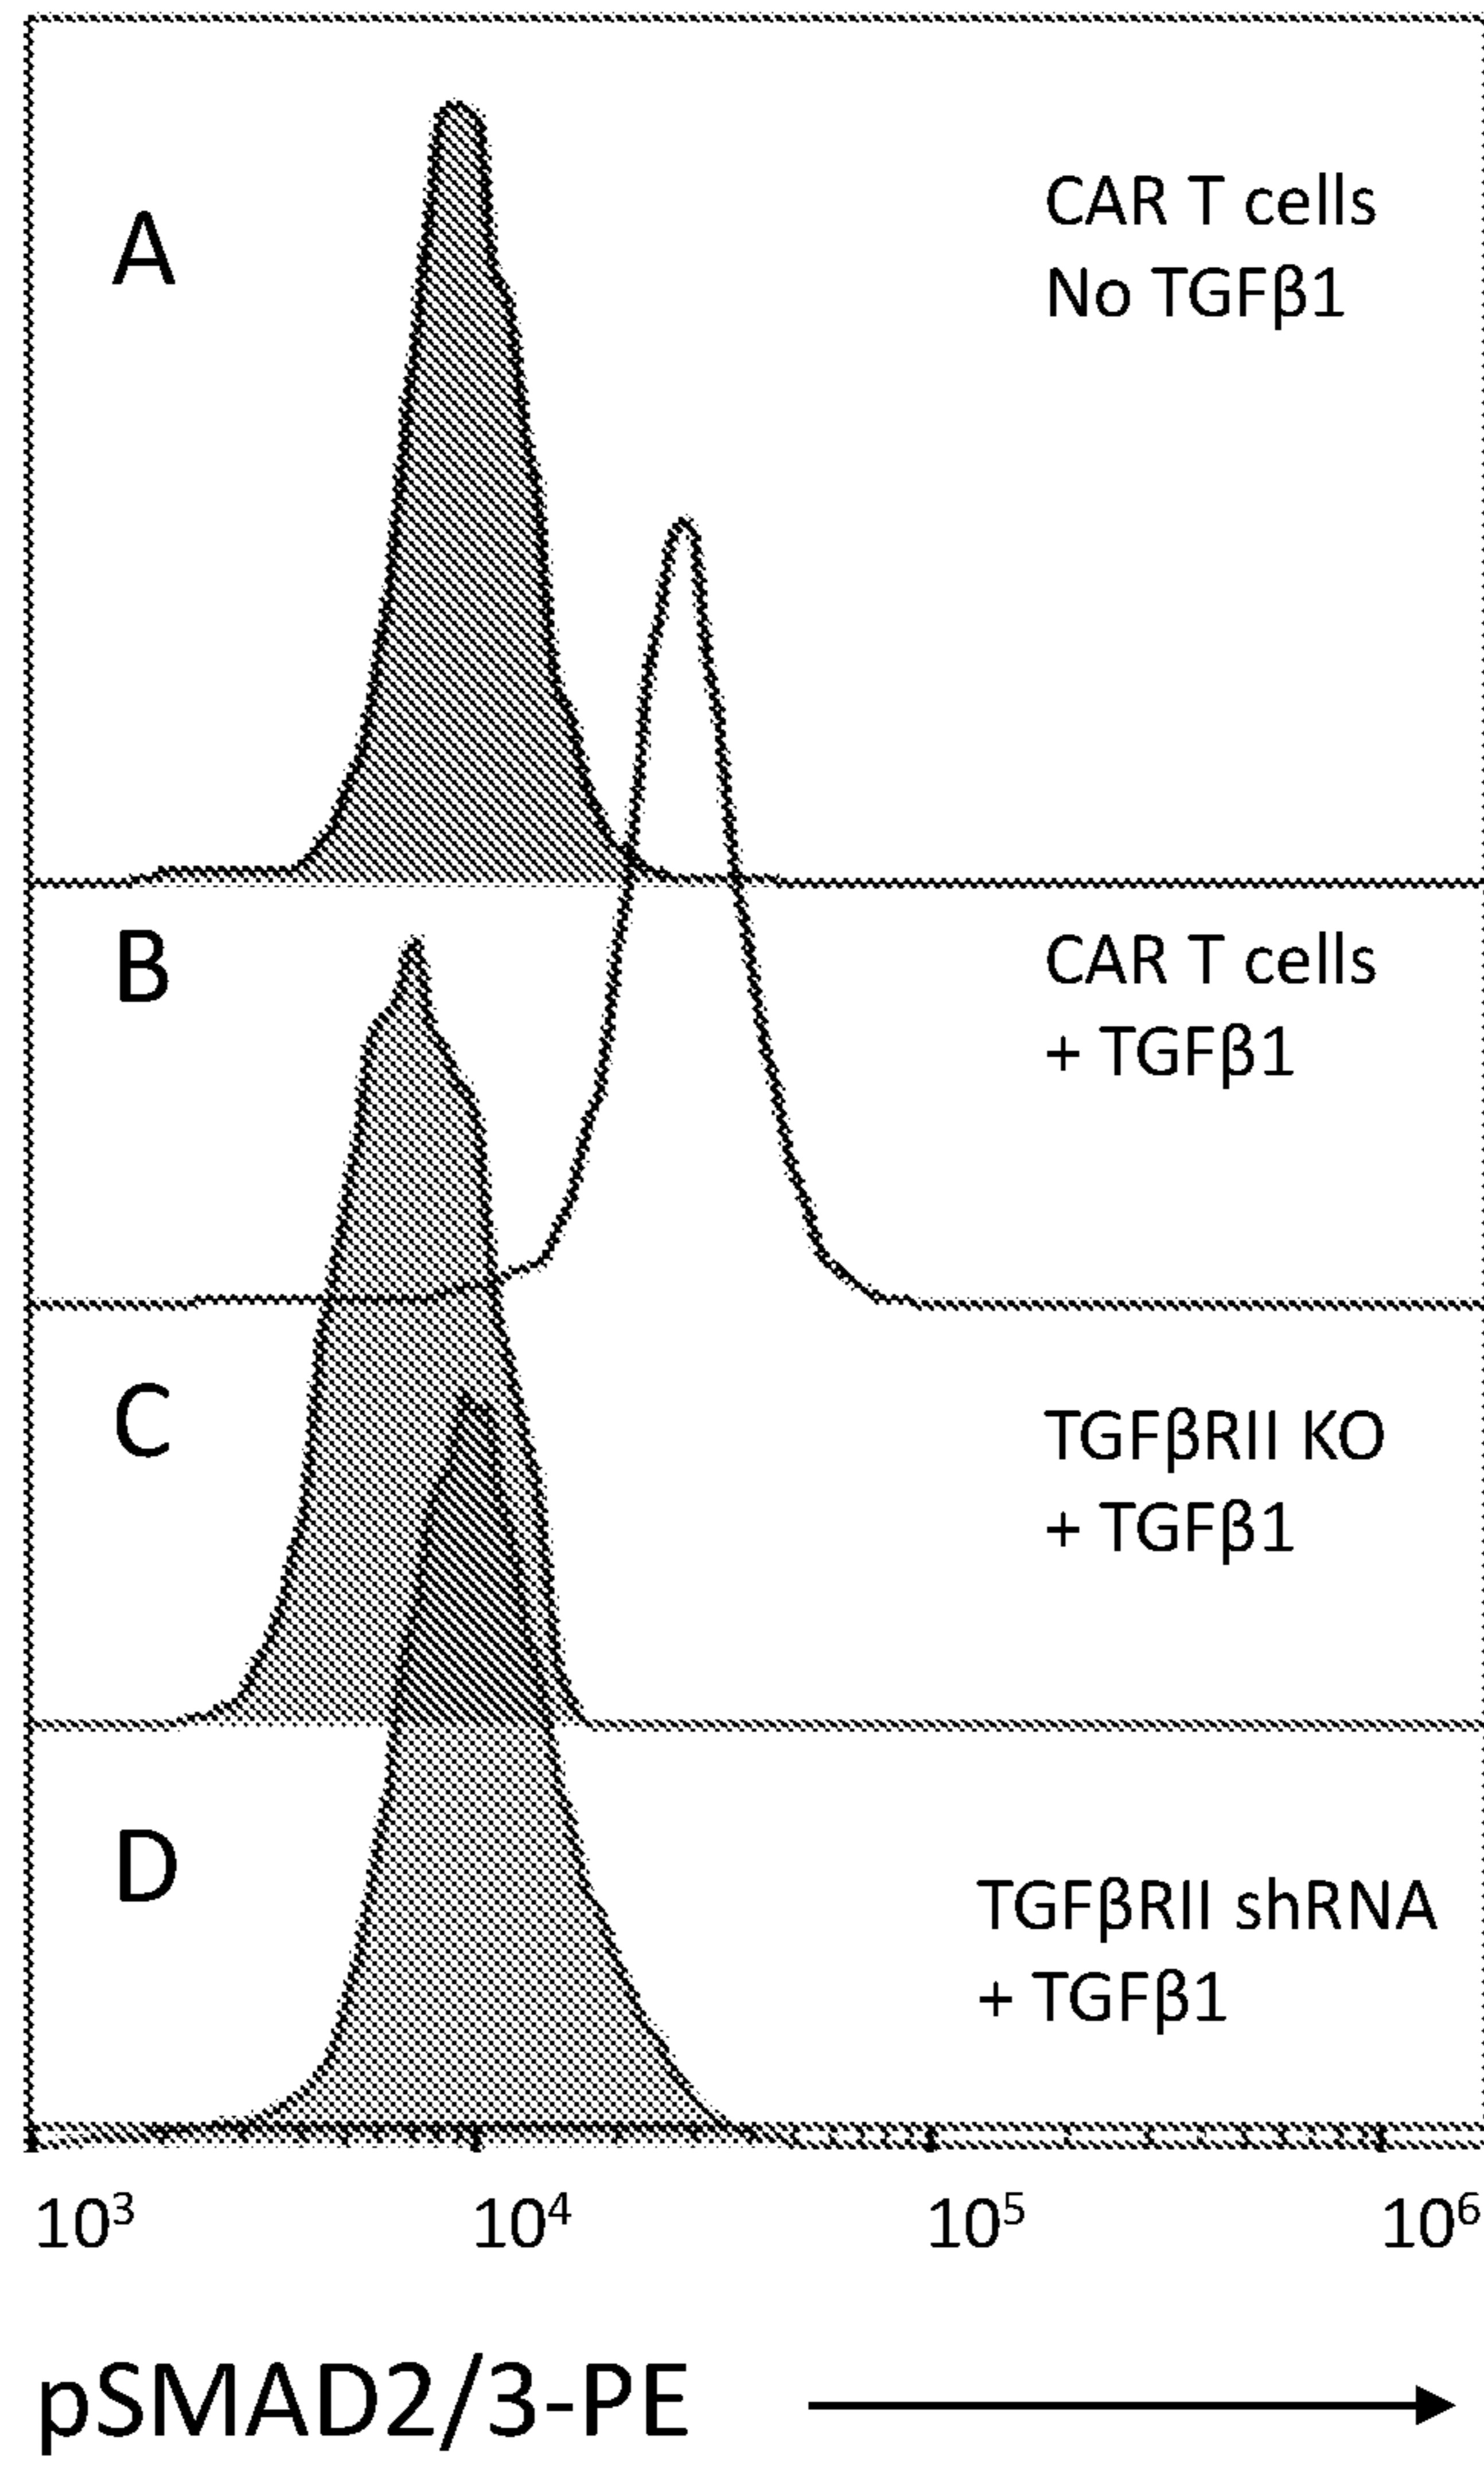 A
CAR T cells
No TGFβ1
B
CAR T cells
+ TGFβ1
C
TGFβRII KO
+ TGFβ1
D
TGFβRII shRNA
+ TGFβ1
10³ 10⁴ 10⁵ 10⁶
pSMAD2/3-PE